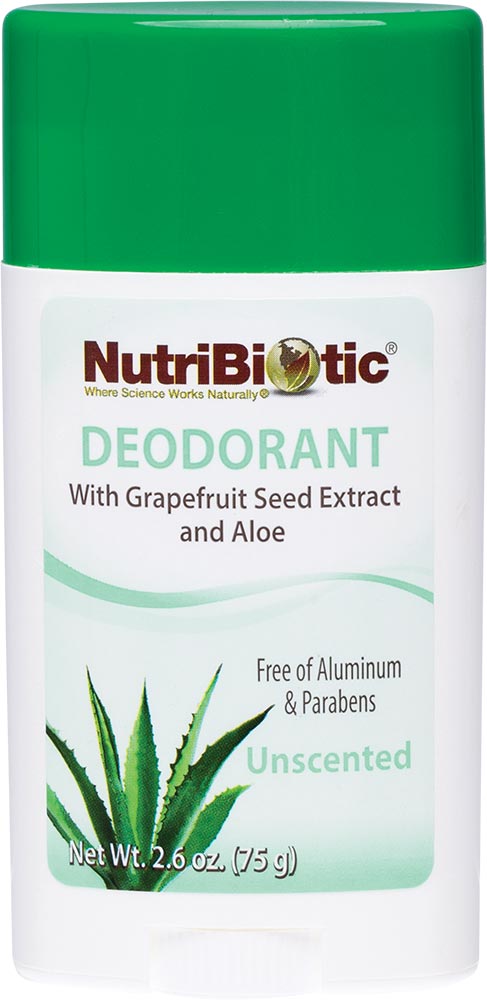 NutriBiotic®
Where Science Works Naturally®
DEODORANT
With Grapefruit Seed Extract
and Aloe
Free of Aluminum
& Parabens
Unscented
Net Wt. 2.6 oz. (75 g)